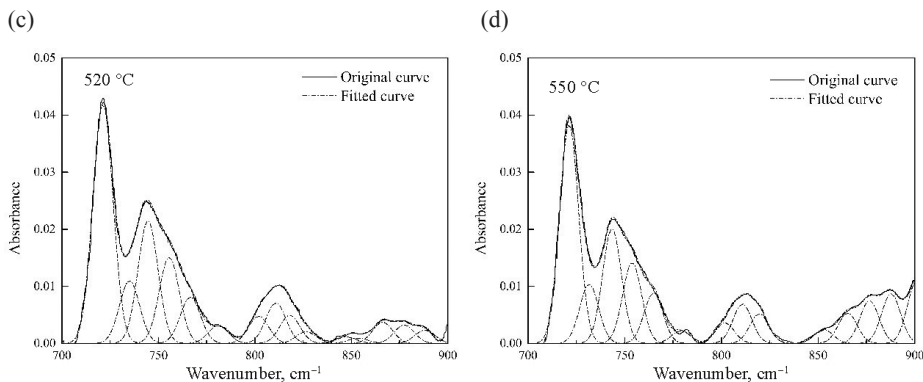 (c)
(d)
0.05
0.04
0.03
0.02
0.01
0.00
Absorbance
520 °C
Original curve
Fitted curve
700 750 800 850 900
Wavenumber, cm⁻¹
0.05
0.04
0.03
0.02
0.01
0.00
Absorbance
550 °C
Original curve
Fitted curve
700 750 800 850 900
Wavenumber, cm⁻¹